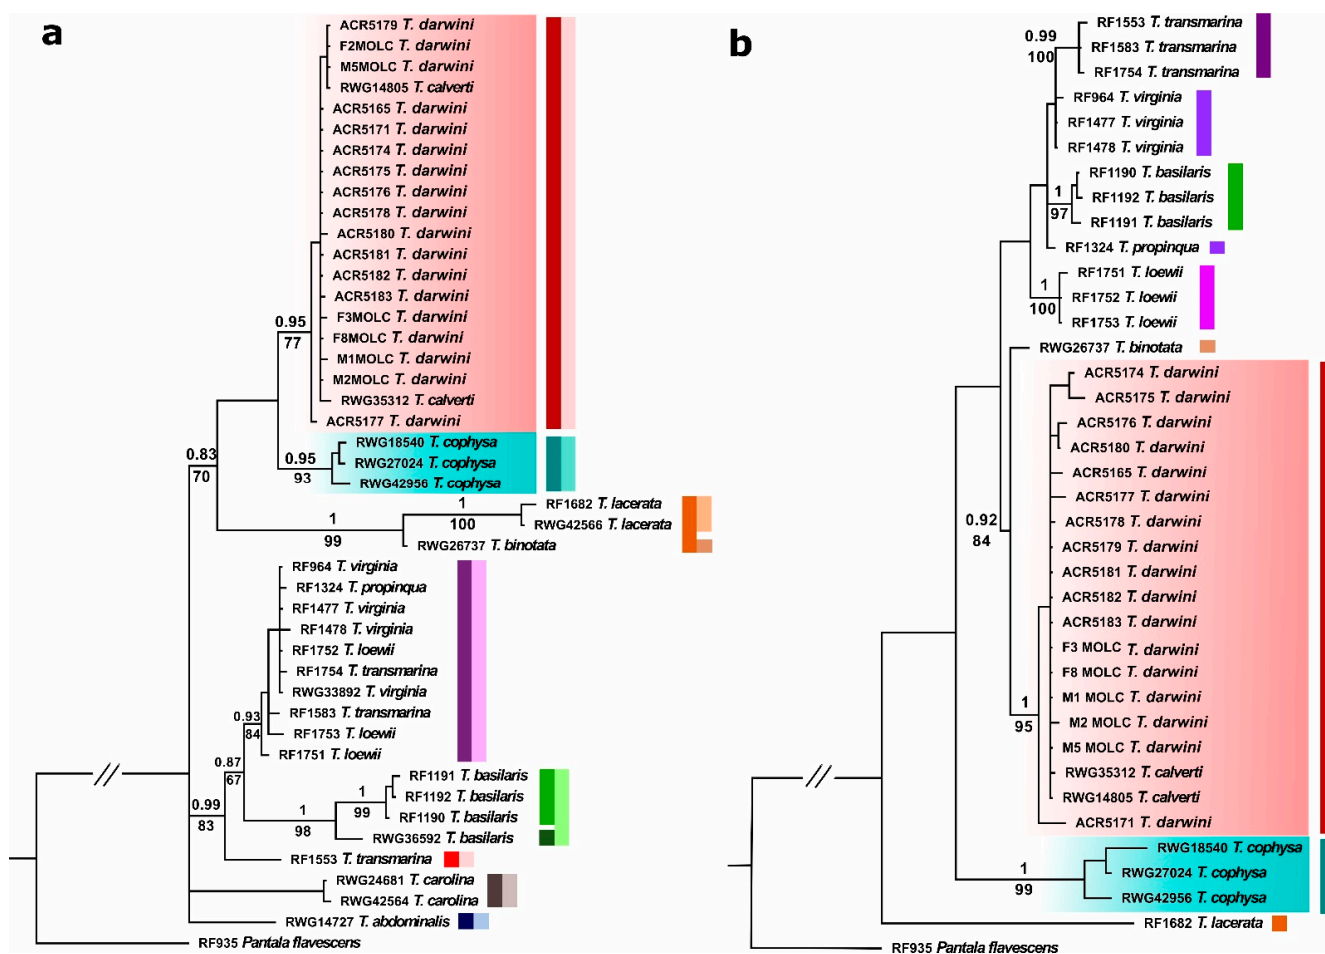 a
ACR5179 T. darwini
F2MOLC T. darwini
M5MOLC T. darwini
RWG14805 T. calverti
ACR5165 T. darwini
ACR5171 T. darwini
ACR5174 T. darwini
ACR5175 T. darwini
ACR5176 T. darwini
ACR5178 T. darwini
ACR5180 T. darwini
ACR5181 T. darwini
ACR5182 T. darwini
ACR5183 T. darwini
F3MOLC T. darwini
F8MOLC T. darwini
M1MOLC T. darwini
M2MOLC T. darwini
RWG35312 T. calverti
ACR5177 T. darwini
0.95
77
RWG18540 T. cophysa
RWG27024 T. cophysa
RWG42956 T. cophysa
0.95
93
0.83
70
RF1682 T. lacerata
RWG42566 T. lacerata
RWG26737 T. binotata
1
100
1
99
RF964 T. virginia
RF1324 T. propinqua
RF1477 T. virginia
RF1478 T. virginia
RF1752 T. loewii
RF1754 T. transmarina
RWG33892 T. virginia
RF1583 T. transmarina
RF1753 T. loewii
RF1751 T. loewii
0.93
84
0.87
67
RF1191 T. basilaris
RF1192 T. basilaris
RF1190 T. basilaris
RWG36592 T. basilaris
1
99
1
98
0.99
83
RF1553 T. transmarina
RWG24681 T. carolina
RWG42564 T. carolina
RWG14727 T. abdominalis
RF935 Pantala flavescens
b
RF1553 T. transmarina
RF1583 T. transmarina
RF1754 T. transmarina
0.99
100
RF964 T. virginia
RF1477 T. virginia
RF1478 T. virginia
RF1190 T. basilaris
RF1192 T. basilaris
RF1191 T. basilaris
1
97
RF1324 T. propinqua
RF1751 T. loewii
RF1752 T. loewii
RF1753 T. loewii
1
100
RWG26737 T. binotata
ACR5174 T. darwini
ACR5175 T. darwini
ACR5176 T. darwini
ACR5180 T. darwini
ACR5165 T. darwini
ACR5177 T. darwini
ACR5178 T. darwini
ACR5179 T. darwini
ACR5181 T. darwini
ACR5182 T. darwini
ACR5183 T. darwini
F3 MOLC T. darwini
F8 MOLC T. darwini
M1 MOLC T. darwini
M2 MOLC T. darwini
M5 MOLC T. darwini
RWG35312 T. calverti
RWG14805 T. calverti
ACR5171 T. darwini
0.92
84
1
95
RWG18540 T. cophysa
RWG27024 T. cophysa
RWG42956 T. cophysa
1
99
RF1682 T. lacerata
RF935 Pantala flavescens